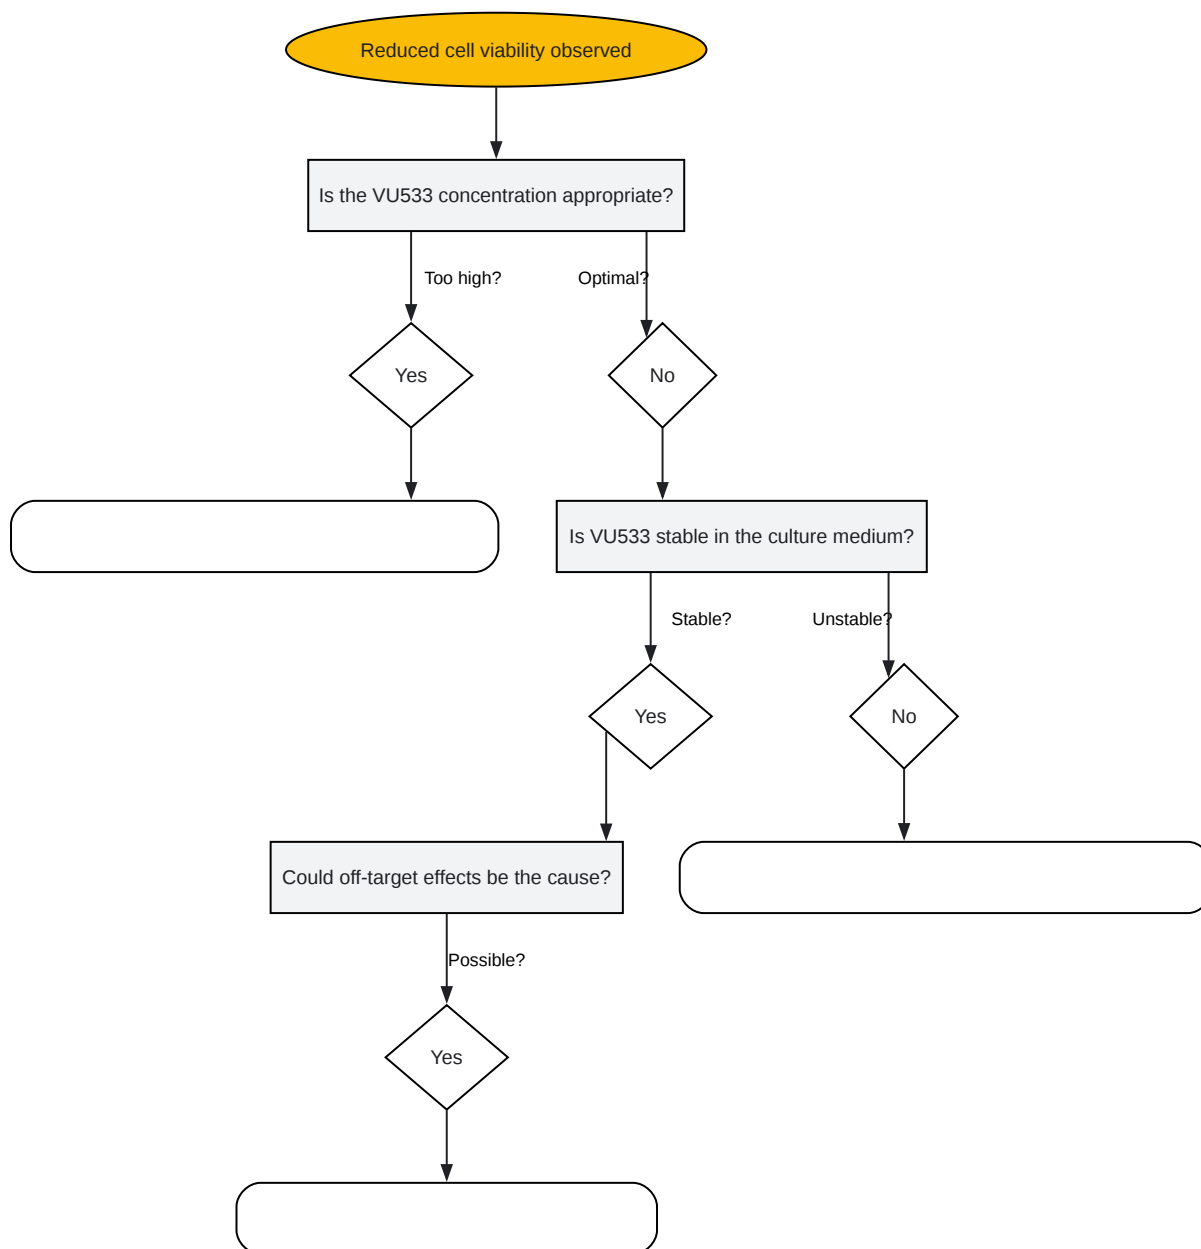 Reduced cell viability observed
Is the VU533 concentration appropriate?
Too high?
Optimal?
Yes
No
Is VU533 stable in the culture medium?
Stable?
Unstable?
Yes
No
Could off-target effects be the cause?
Possible?
Yes